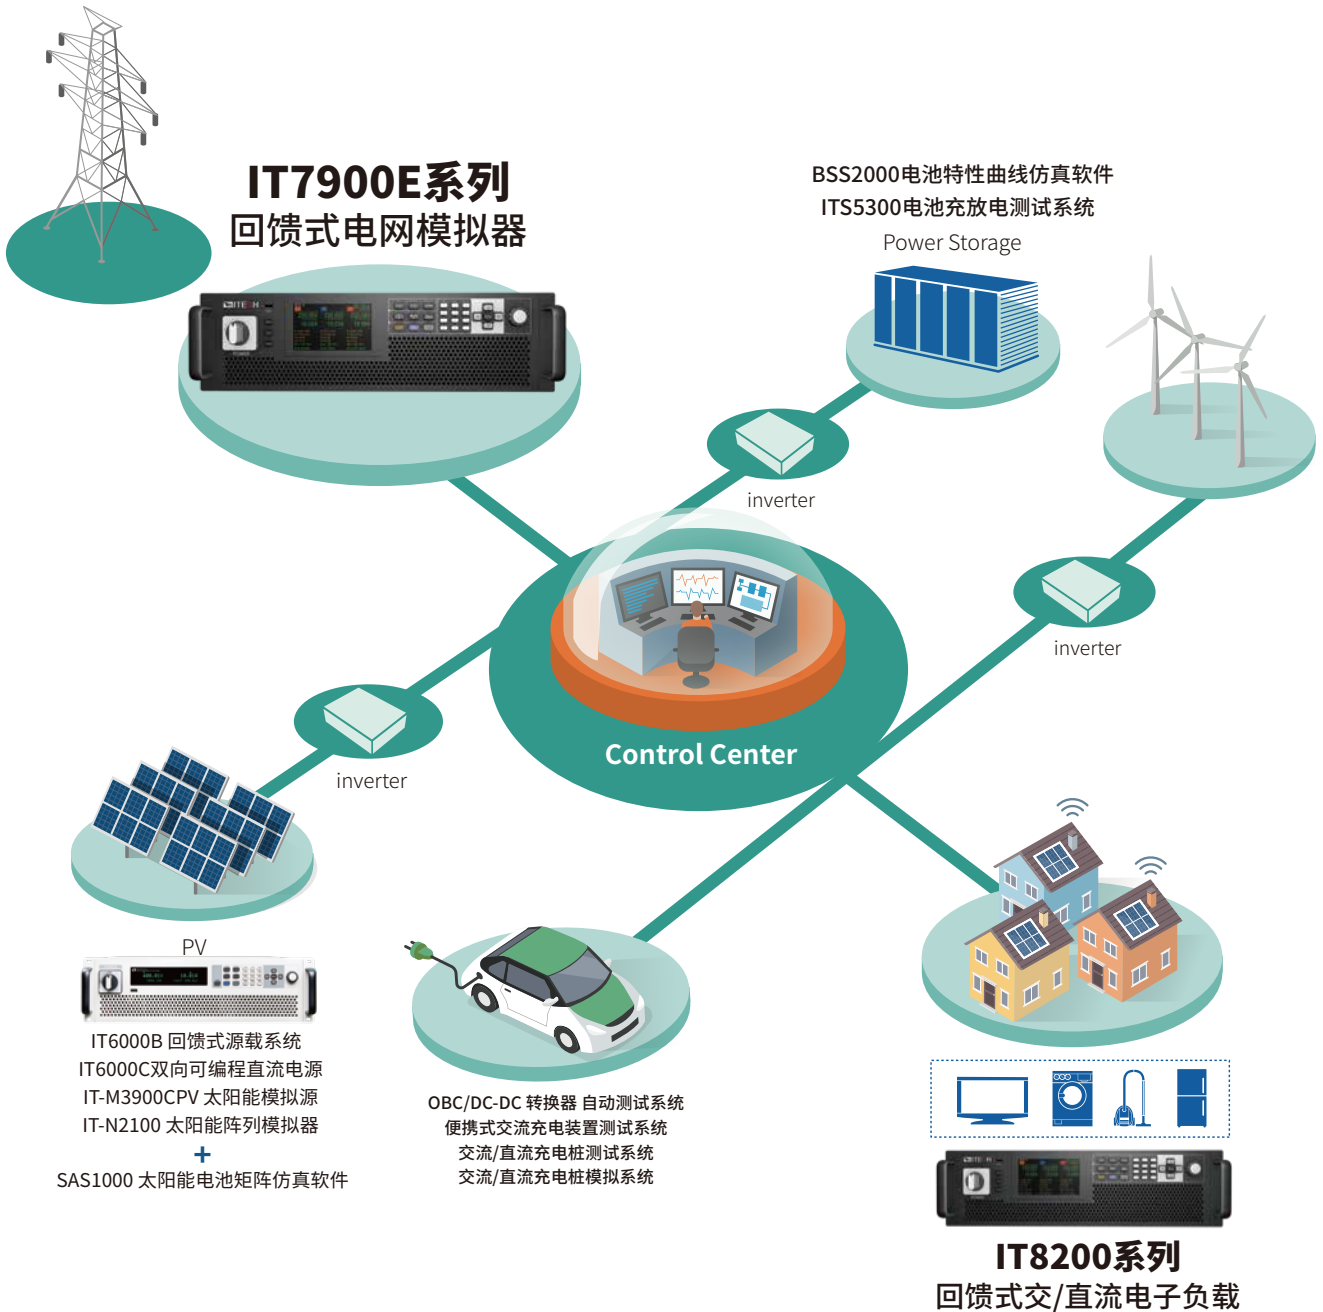 IT7900E系列
回馈式电网模拟器
ITECH
BSS2000电池特性曲线仿真软件
ITS5300电池充放电测试系统
Power Storage
inverter
inverter
Control Center
inverter
PV
IT6000B 回馈式源载系统
IT6000C双向可编程直流电源
IT-M3900CPV 太阳能模拟源
IT-N2100 太阳能阵列模拟器
+
SAS1000 太阳能电池矩阵仿真软件
OBC/DC-DC 转换器 自动测试系统
便携式交流充电装置测试系统
交流/直流充电桩测试系统
交流/直流充电桩模拟系统
ITECH
IT8200系列
回馈式交/直流电子负载